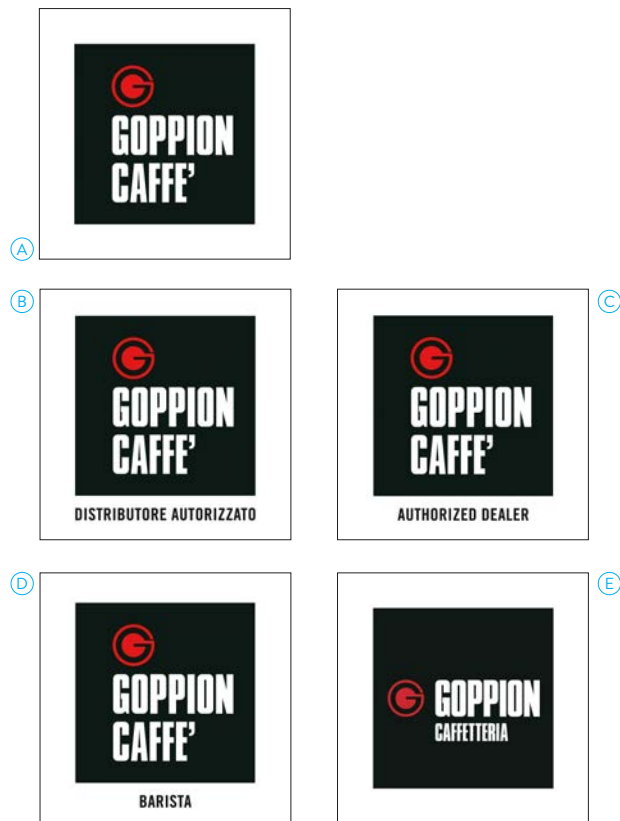 GOPPION
CAFFE'
A
B
GOPPION
CAFFE'
DISTRIBUTORE AUTORIZZATO
C
GOPPION
CAFFE'
AUTHORIZED DEALER
D
GOPPION
CAFFE'
BARISTA
E
GOPPION
CAFFETTERIA